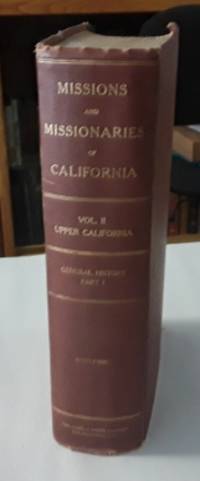 MISSIONS
AND
MISSIONARIES
OF
CALIFORNIA
VOL. II
UPPER CALIFORNIA
GENERAL HISTORY
PART I